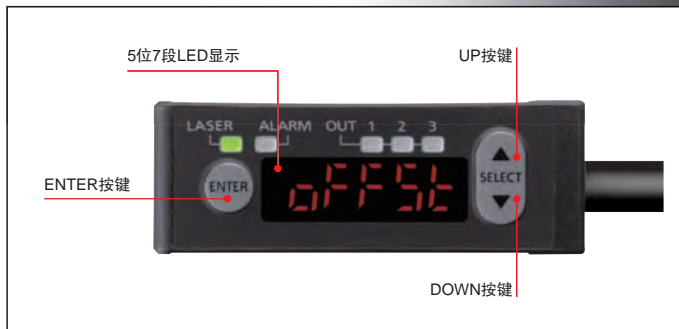 5位7段LED显示
UP按键
LASER ALARM OUT 1 2 3
ENTER按键
ENTER
oFFSt
SELECT
DOWN按键